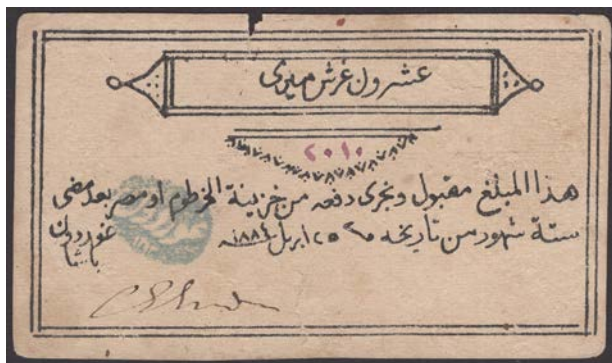 عشرون غرش ميرى
٢٠١٠
هذا المبلغ مقبول ونجرى دفعه من خزينة الخرطوم او مصر بعد مضى
ستة شهور من تاريخه ٢٥ ابريل ١٨٨٤
غوردون
باشا